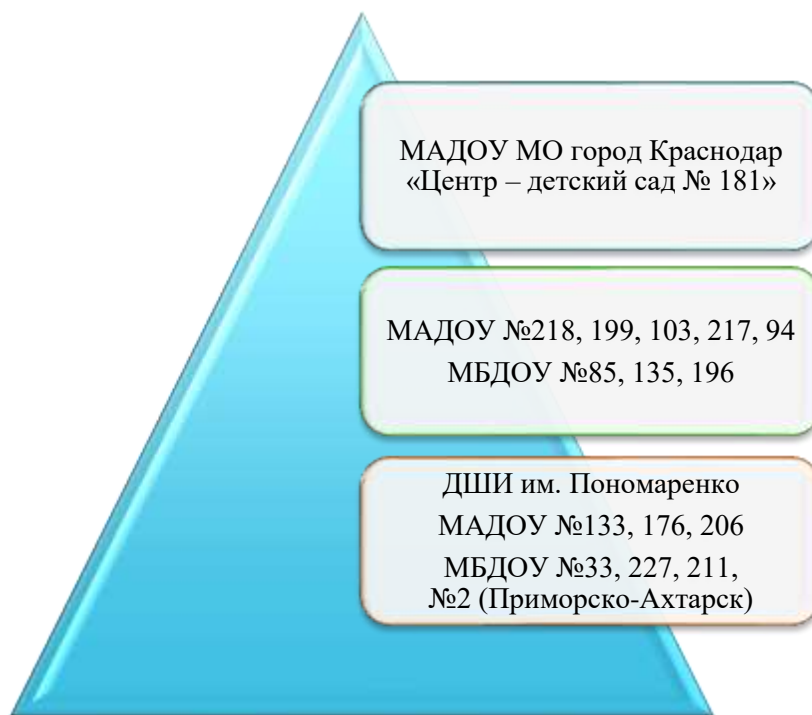 МАДОУ МО город Краснодар
«Центр – детский сад № 181»
МАДОУ №218, 199, 103, 217, 94
МБДОУ №85, 135, 196
ДШИ им. Пономаренко
МАДОУ №133, 176, 206
МБДОУ №33, 227, 211,
№2 (Приморско-Ахтарск)